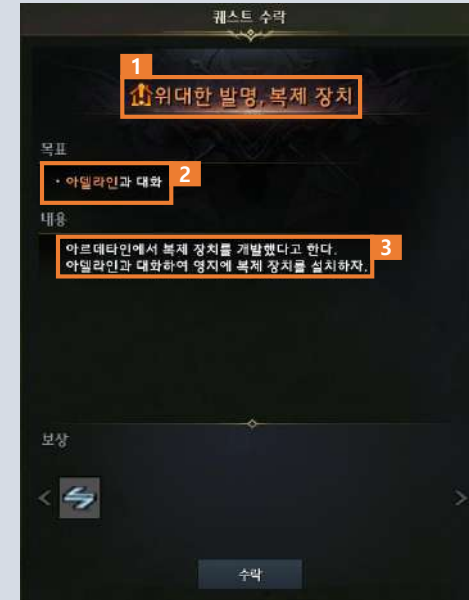 퀘스트 수락
1
위대한 발명, 복제 장치
목표
· 아델라인과 대화 2
내용
아르데타인에서 복제 장치를 개발했다고 한다. 3
아델라인과 대화하여 영지에 복제 장치를 설치하자.
보상
수락